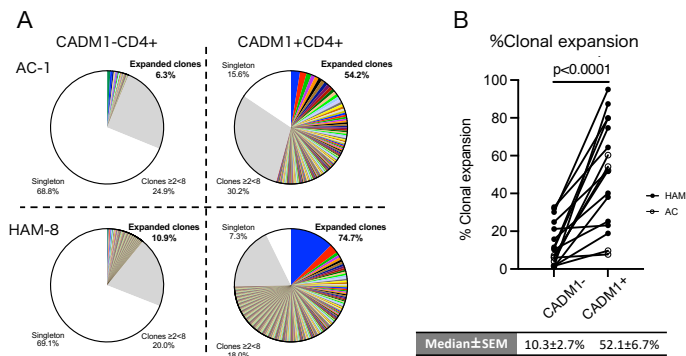 A
CADM1-CD4+
CADM1+CD4+
AC-1
Expanded clones
6.3%
Singleton
68.8%
Clones ≥2<8
24.9%
Singleton
15.6%
Expanded clones
54.2%
Clones ≥2<8
30.2%
HAM-8
Expanded clones
10.9%
Singleton
69.1%
Clones ≥2<8
20.0%
Singleton
7.3%
Expanded clones
74.7%
Clones ≥2<8
18.0%
B
%Clonal expansion
p<0.0001
% Clonal expansion
100
80
60
40
20
0
CADM1-
CADM1+
HAM
AC
Median±SEM 10.3±2.7% 52.1±6.7%